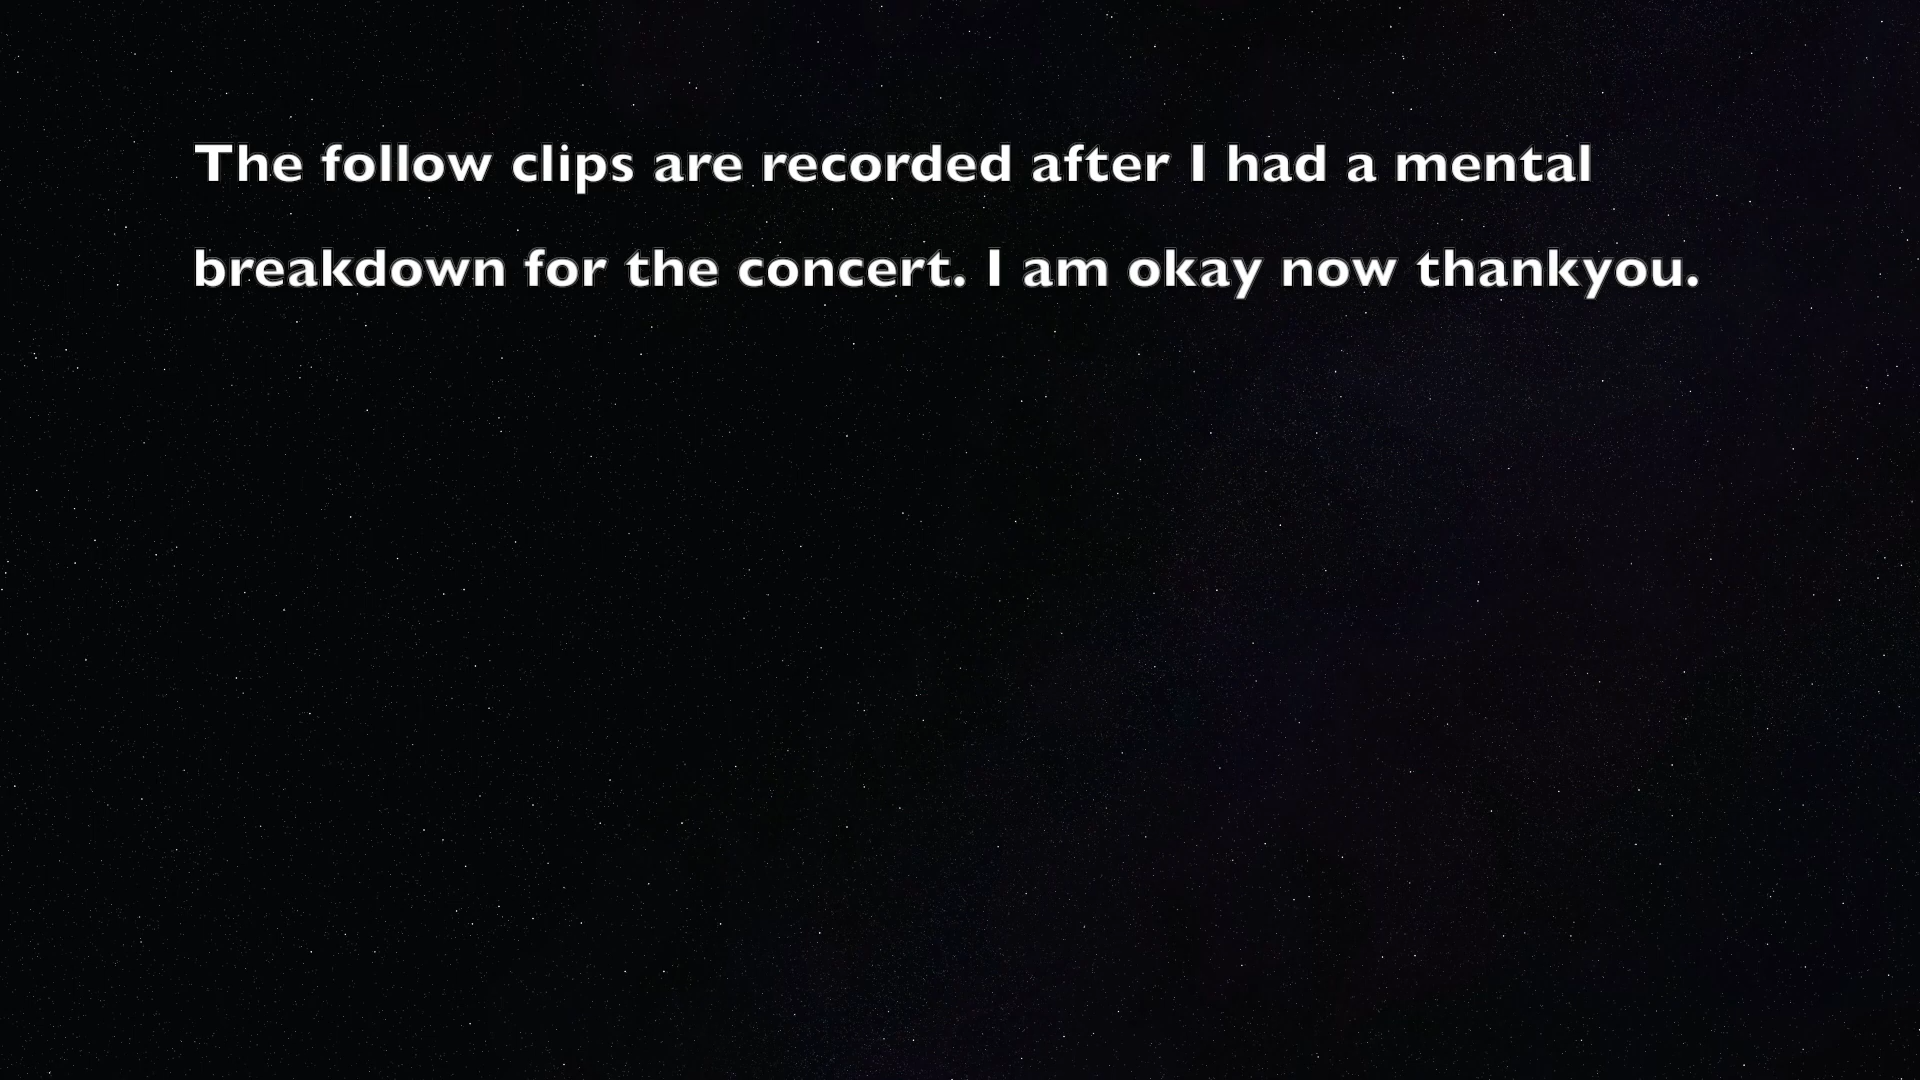 The follow clips are recorded after I had a mental
breakdown for the concert. I am okay now thankyou.